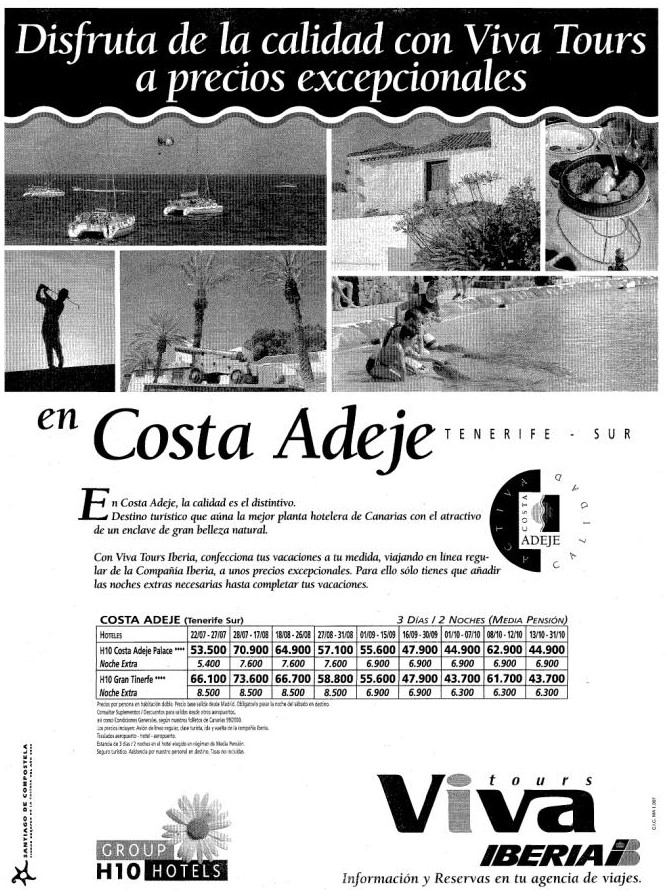 Disfruta de la calidad con Viva Tours
a precios excepcionales
en Costa Adeje TENERIFE - SUR
En Costa Adeje, la calidad es el distintivo.
Destino turístico que aúna la mejor planta hotelera de Canarias con el atractivo
de un enclave de gran belleza natural.
COSTA
ADEJE
ACTIVA
CALIDAD
Con Viva Tours Iberia, confecciona tus vacaciones a tu medida, viajando en línea regu-
lar de la Compañía Iberia, a unos precios excepcionales. Para ello sólo tienes que añadir
las noches extras necesarias hasta completar tus vacaciones.
COSTA ADEJE (Tenerife Sur) 3 DÍAS / 2 NOCHES (MEDIA PENSIÓN)
HOTELES 22/07 - 27/07 28/07 - 17/08 18/08 - 26/08 27/08 - 31/08 01/09 - 15/09 16/09 - 30/09 01/10 - 07/10 08/10 - 12/10 13/10 - 31/10
H10 Costa Adeje Palace **** 53.500 70.900 64.900 57.100 55.600 47.900 44.900 62.900 44.900
Noche Extra 5.400 7.600 7.600 7.600 6.900 6.900 6.900 6.900 6.900
H10 Gran Tinerfe **** 66.100 73.600 66.700 58.800 55.600 47.900 43.700 61.700 43.700
Noche Extra 8.500 8.500 8.500 8.500 6.900 6.900 6.300 6.300 6.300
Precios por persona en habitación doble. Precio base salida desde Madrid. Obligatorio pasar la noche del sábado en destino.
Consultar Suplementos / Descuentos para salidas desde otros aeropuertos,
así como Condiciones Generales, según nuestros folletos de Canarias
Los precios incluyen: Avión de línea regular, clase turista, ida y vuelta de la compañía Iberia.
Traslados aeropuerto - hotel - aeropuerto.
Estancia de 3 días / 2 noches en el hotel elegido en régimen de Media Pensión.
Seguro turístico. Asistencia por nuestro personal en destino. Tasas no incluidas.
SANTIAGO DE COMPOSTELA
GROUP
H10 HOTELS
tours
Viva
IBERIA IB
Información y Reservas en tu agencia de viajes.